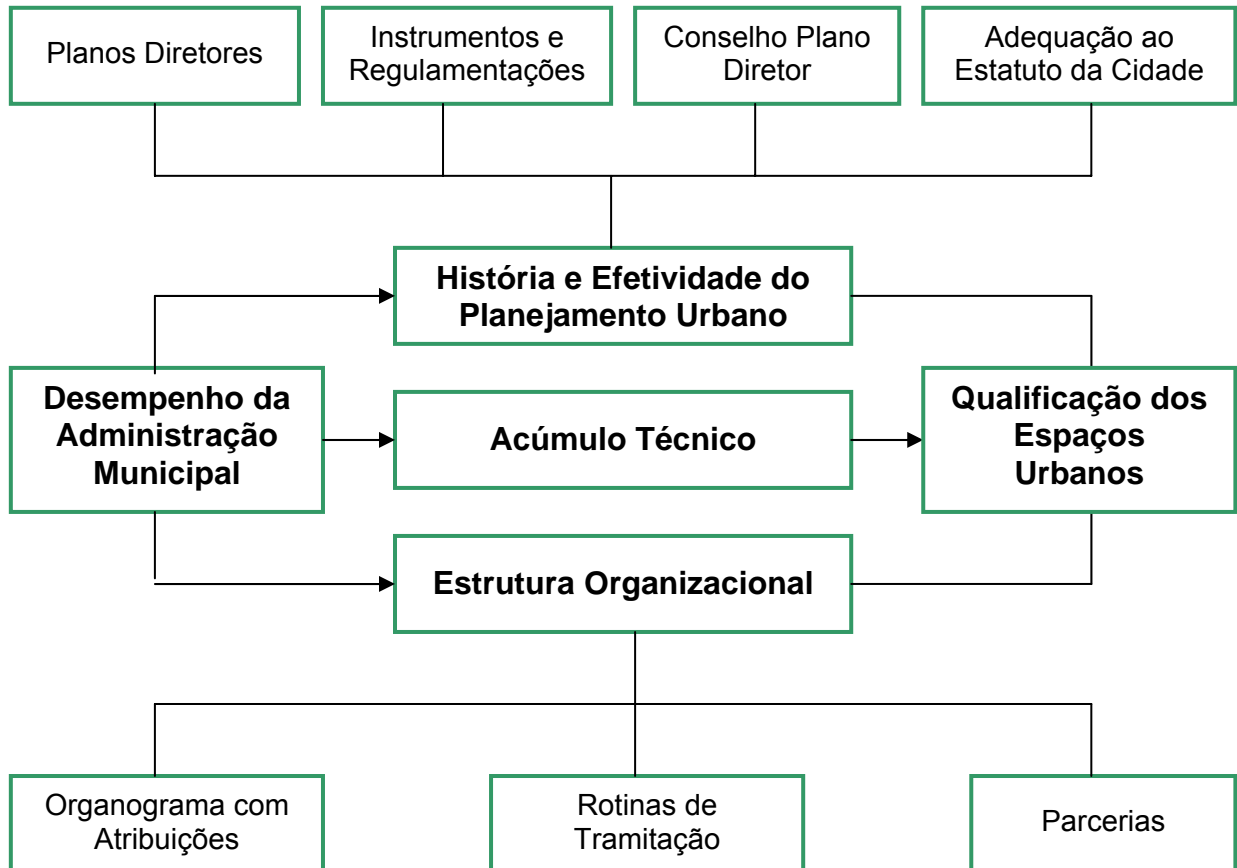 Planos Diretores
Instrumentos e
Regulamentações
Conselho Plano
Diretor
Adequação ao
Estatuto da Cidade
História e Efetividade do
Planejamento Urbano
Desempenho da
Administração
Municipal
Acúmulo Técnico
Qualificação dos
Espaços
Urbanos
Estrutura Organizacional
Organograma com
Atribuições
Rotinas de
Tramitação
Parcerias